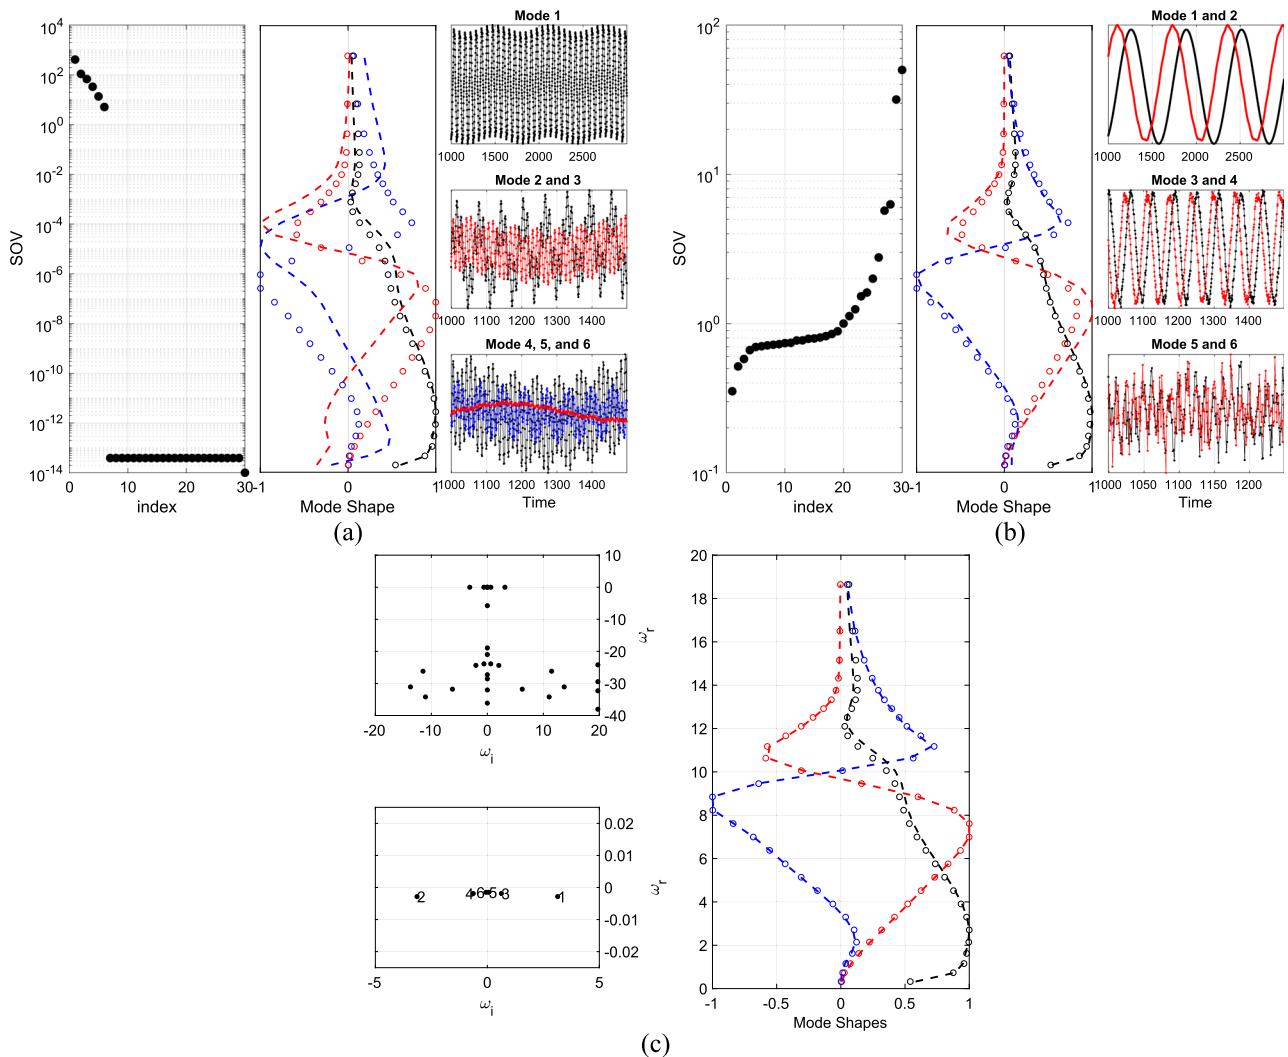 Mode 1
10^4
10^2
10^0
10^-2
10^-4
10^-6
10^-8
10^-10
10^-12
10^-14
SOV
0 10 20 30
index
-1 0 1
Mode Shape
1000 1500 2000 2500
Mode 2 and 3
1000 1100 1200 1300 1400
Mode 4, 5, and 6
1000 1100 1200 1300 1400
Time
(a)
Mode 1 and 2
10^2
10^1
10^0
10^-1
SOV
0 10 20 30
index
-1 0 1
Mode Shape
1000 1500 2000 2500
Mode 3 and 4
1000 1100 1200 1300 1400
Mode 5 and 6
1000 1050 1100 1150 1200
Time
(b)
10
0
-10
-20
-30
-40
ω_r
-20 -10 0 10 20
ω_i
0.02
0.01
0
-0.01
-0.02
ω_r
2 4 6 5 3 1
-5 0 5
ω_i
20
18
16
14
12
10
8
6
4
2
0
-1 -0.5 0 0.5 1
Mode Shapes
(c)